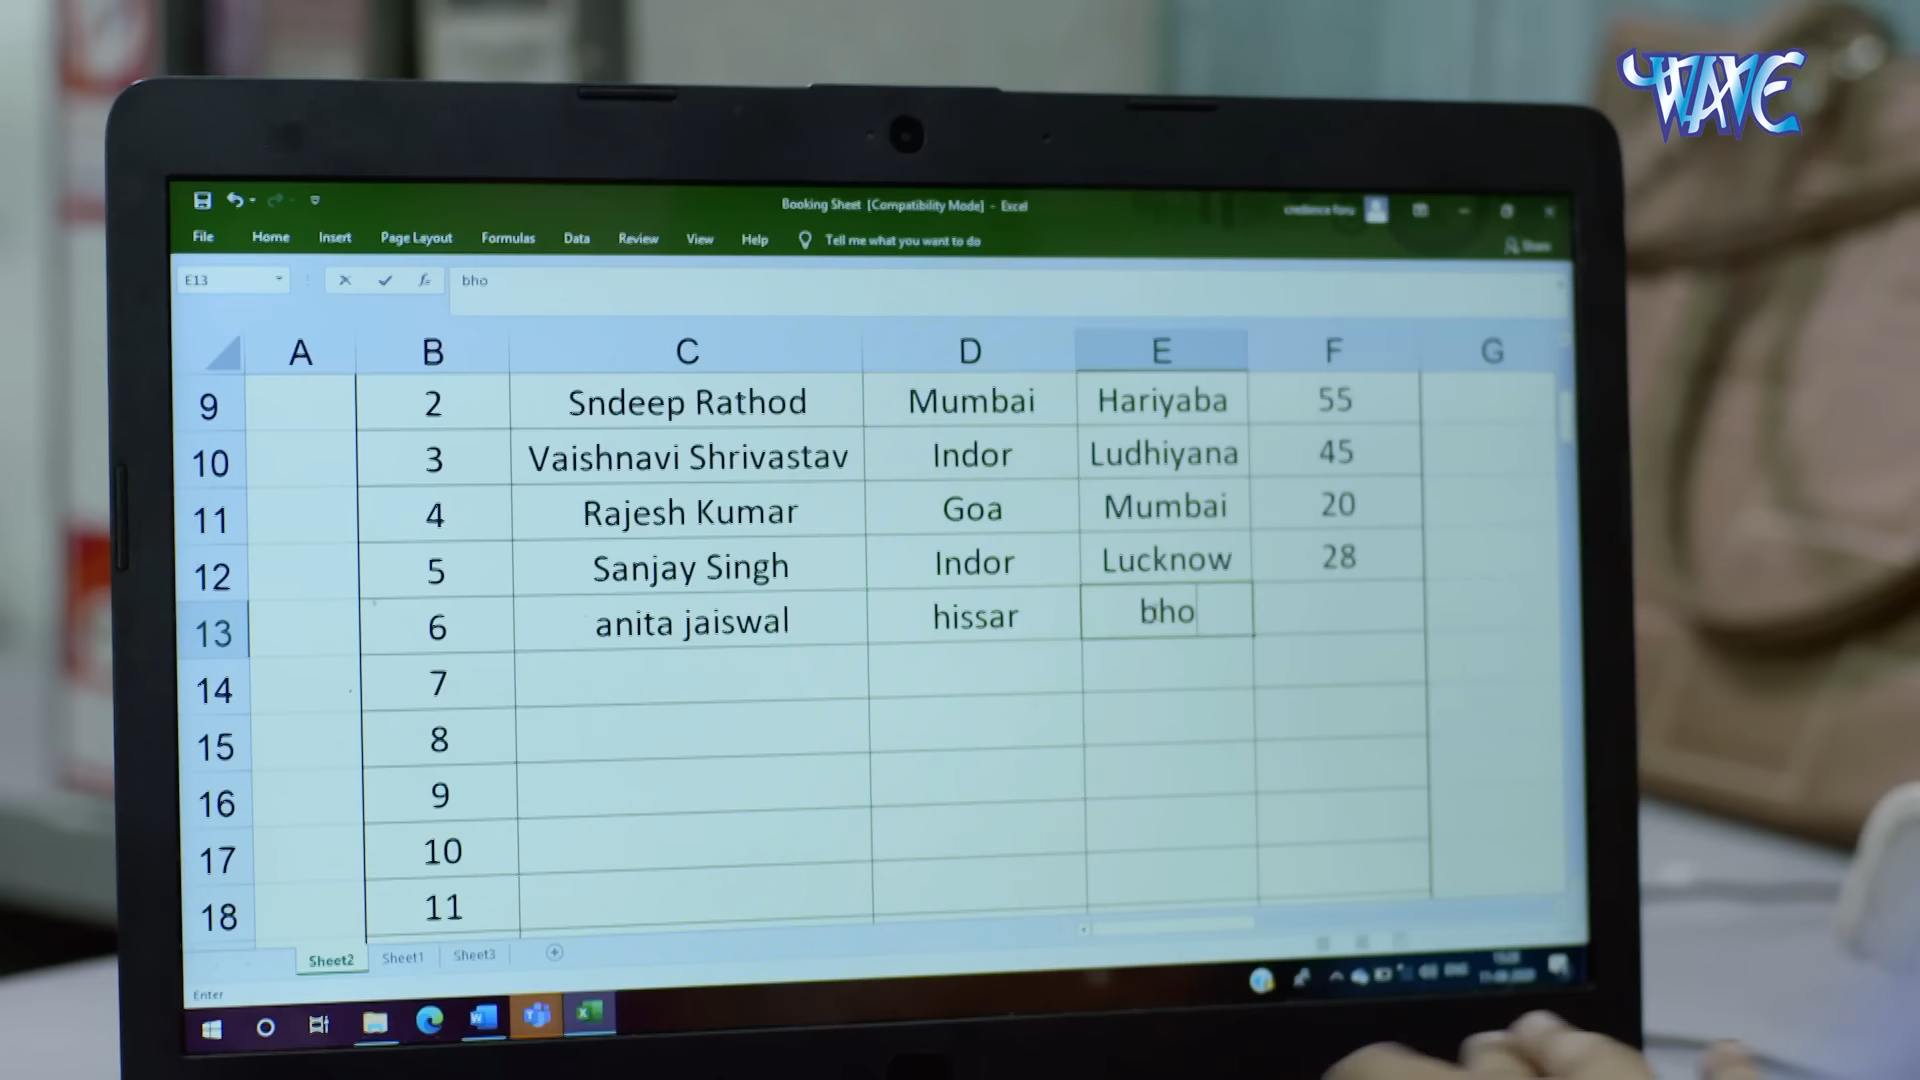 WAVE
Booking Sheet [Compatibility Mode] - Excel
File Home Insert Page Layout Formulas Data Review View Help Tell me what you want to do Share
E13 fx bho
A B C D E F G
9 2 Sndeep Rathod Mumbai Hariyaba 55
10 3 Vaishnavi Shrivastav Indor Ludhiyana 45
11 4 Rajesh Kumar Goa Mumbai 20
12 5 Sanjay Singh Indor Lucknow 28
13 6 anita jaiswal hissar bho
14 7
15 8
16 9
17 10
18 11
Sheet2 Sheet1 Sheet3
Enter